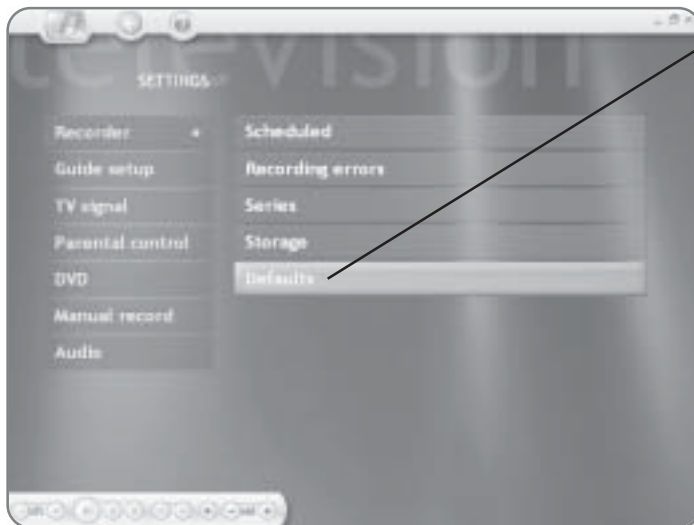 television
SETTINGS
Recorder
Guide setup
TV signal
Parental control
DVD
Manual record
Audio
Scheduled
Recording errors
Series
Storage
Defaults